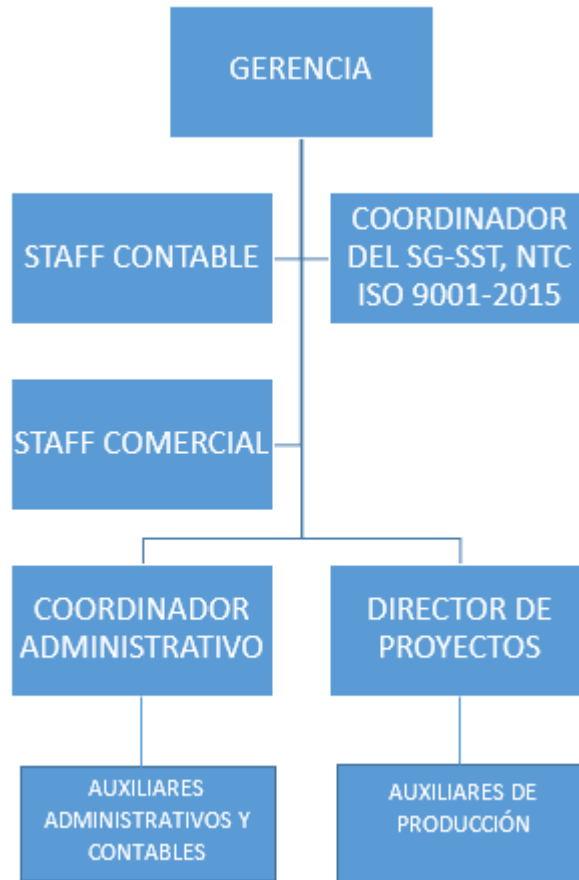 GERENCIA
STAFF CONTABLE
COORDINADOR
DEL SG-SST, NTC
ISO 9001-2015
STAFF COMERCIAL
COORDINADOR
ADMINISTRATIVO
DIRECTOR DE
PROYECTOS
AUXILIARES
ADMINISTRATIVOS Y
CONTABLES
AUXILIARES DE
PRODUCCIÓN